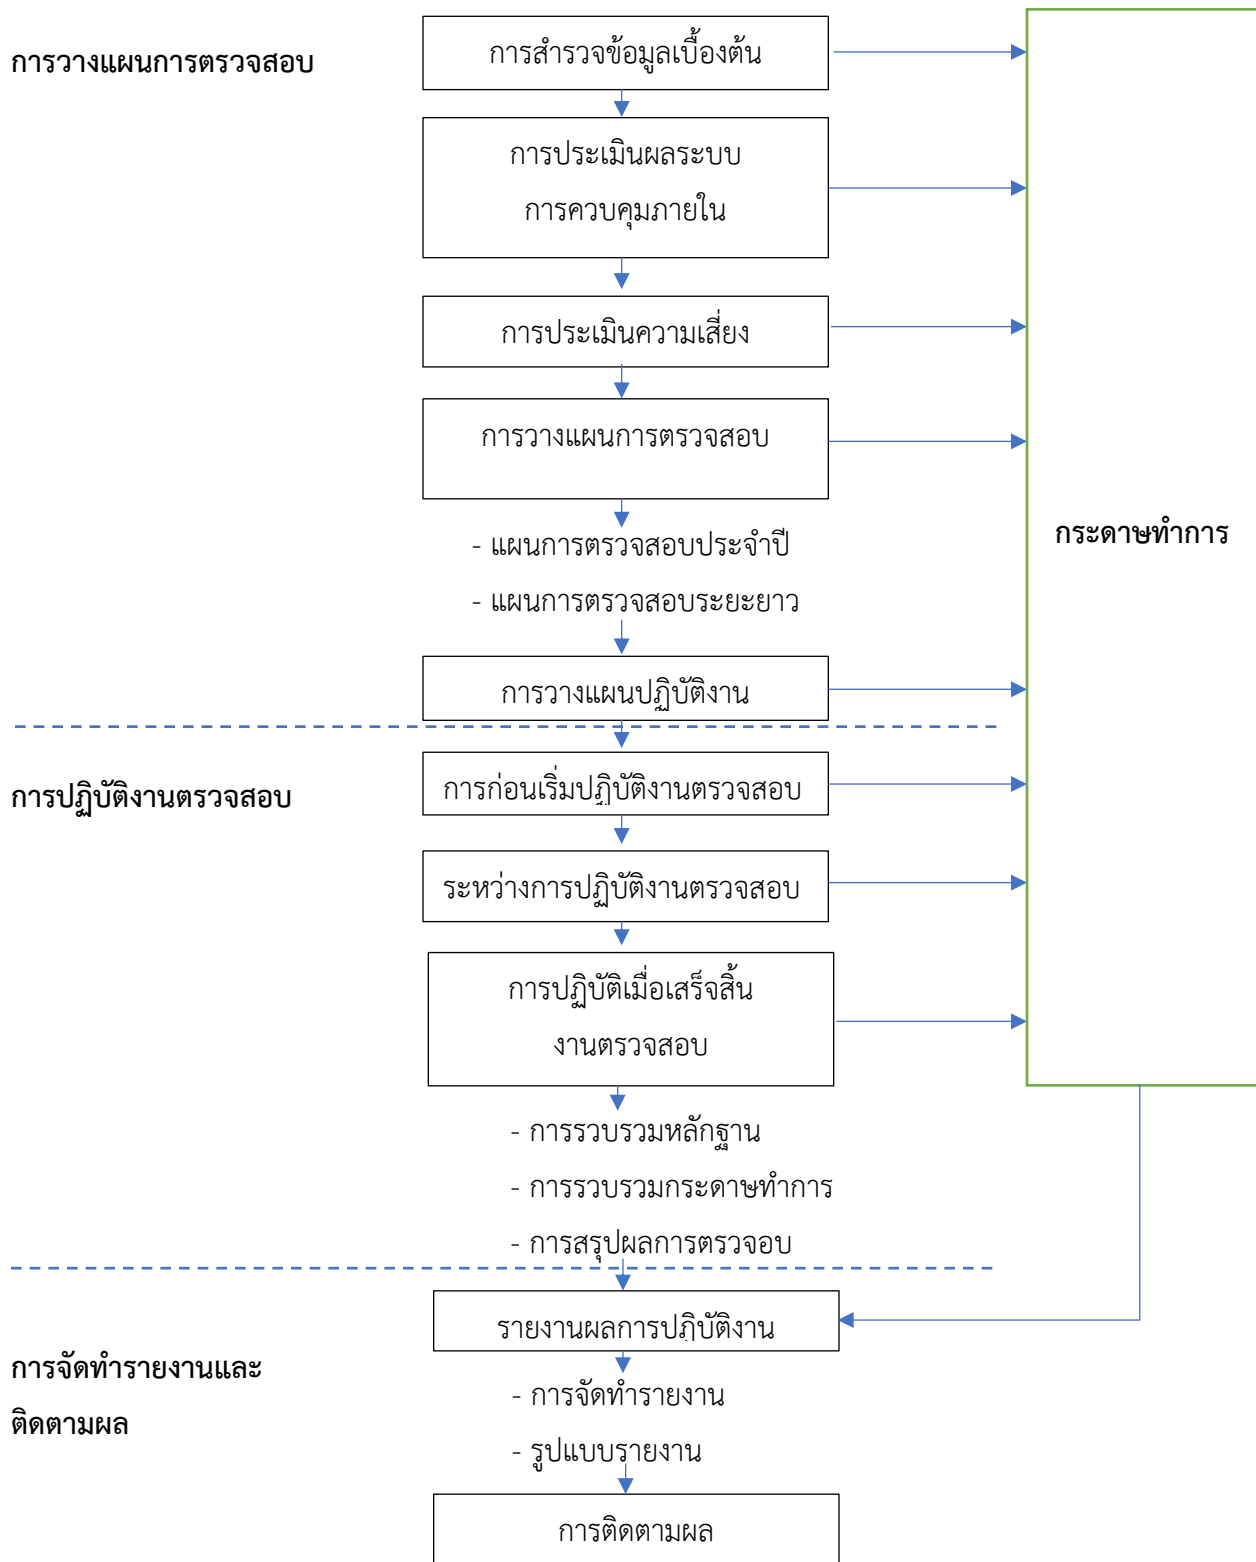 การวางแผนการตรวจสอบ
การสำรวจข้อมูลเบื้องต้น
การประเมินผลระบบ
การควบคุมภายใน
การประเมินความเสี่ยง
การวางแผนการตรวจสอบ
- แผนการตรวจสอบประจำปี
- แผนการตรวจสอบระยะยาว
กระดาษทำการ
การวางแผนปฏิบัติงาน
การปฏิบัติงานตรวจสอบ
การก่อนเริ่มปฏิบัติงานตรวจสอบ
ระหว่างการปฏิบัติงานตรวจสอบ
การปฏิบัติเมื่อเสร็จสิ้น
งานตรวจสอบ
- การรวบรวมหลักฐาน
- การรวบรวมกระดาษทำการ
- การสรุปผลการตรวจอบ
รายงานผลการปฏิบัติงาน
การจัดทำรายงานและ
ติดตามผล
- การจัดทำรายงาน
- รูปแบบรายงาน
การติดตามผล